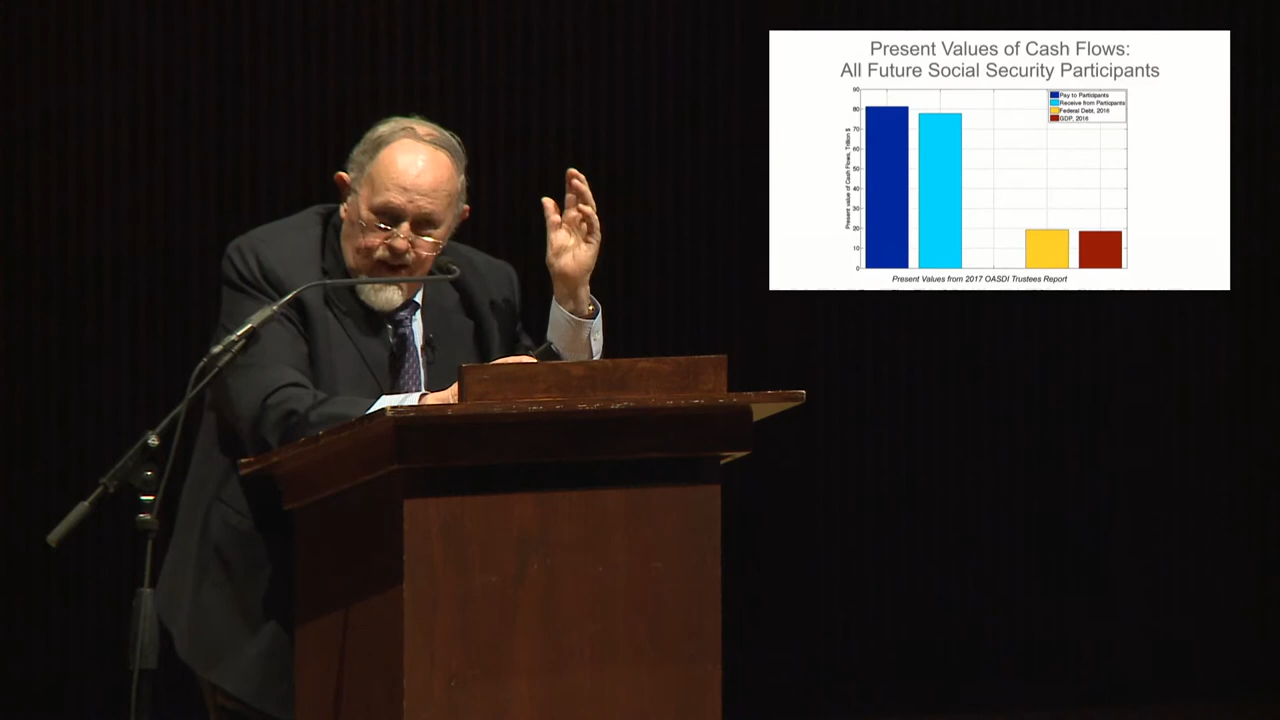 Present Values of Cash Flows:
All Future Social Security Participants
Present value of Cash Flows, Trillion $
90
80
70
60
50
40
30
20
10
0
Pay to Participants
Receive from Participants
Federal Debt, 2016
GDP, 2016
Present Values from 2017 OASDI Trustees Report